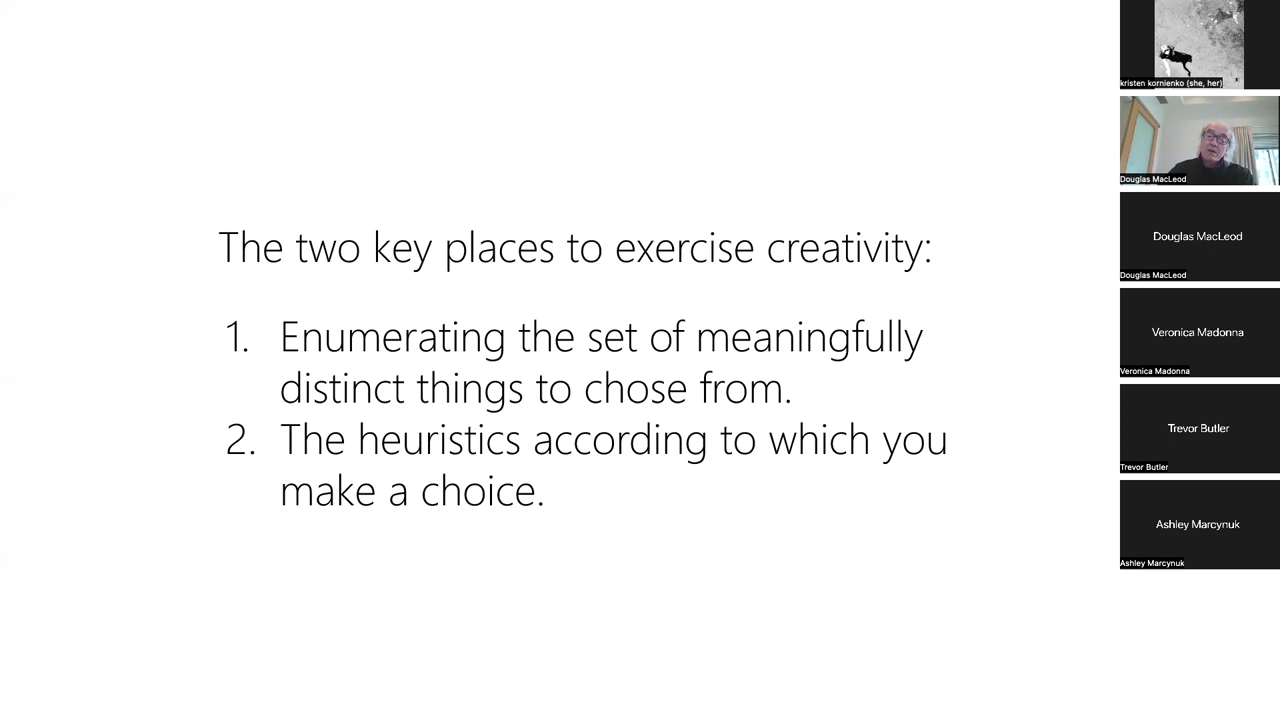 The two key places to exercise creativity:
1. Enumerating the set of meaningfully
distinct things to chose from.
2. The heuristics according to which you
make a choice.
kristen kornienko (she, her)
Douglas MacLeod
Douglas MacLeod
Douglas MacLeod
Veronica Madonna
Veronica Madonna
Trevor Butler
Trevor Butler
Ashley Marcynuk
Ashley Marcynuk